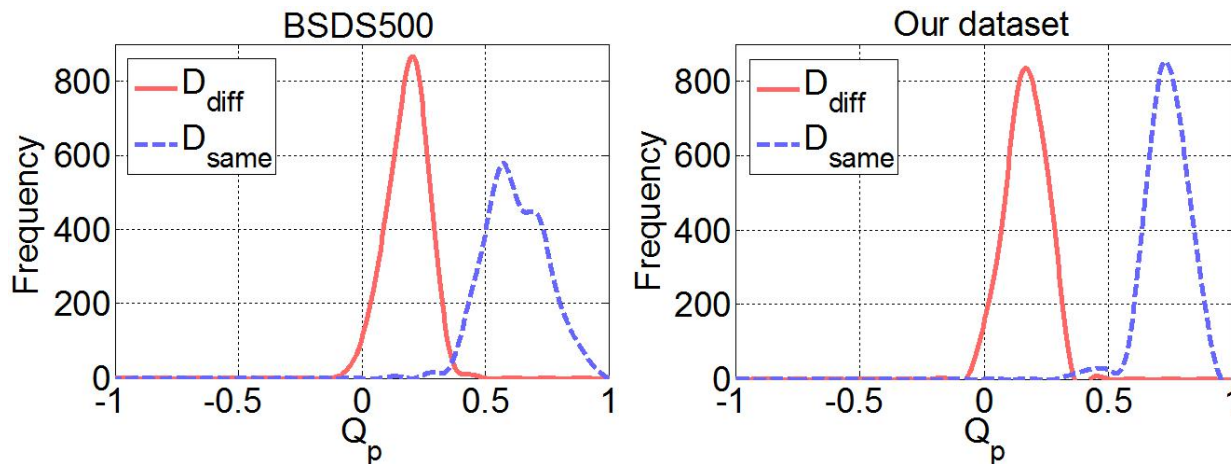 BSDS500
Frequency
800
600
400
200
0
D_diff
D_same
-1 -0.5 0 0.5 1
Q_p
Our dataset
Frequency
800
600
400
200
0
D_diff
D_same
-1 -0.5 0 0.5 1
Q_p